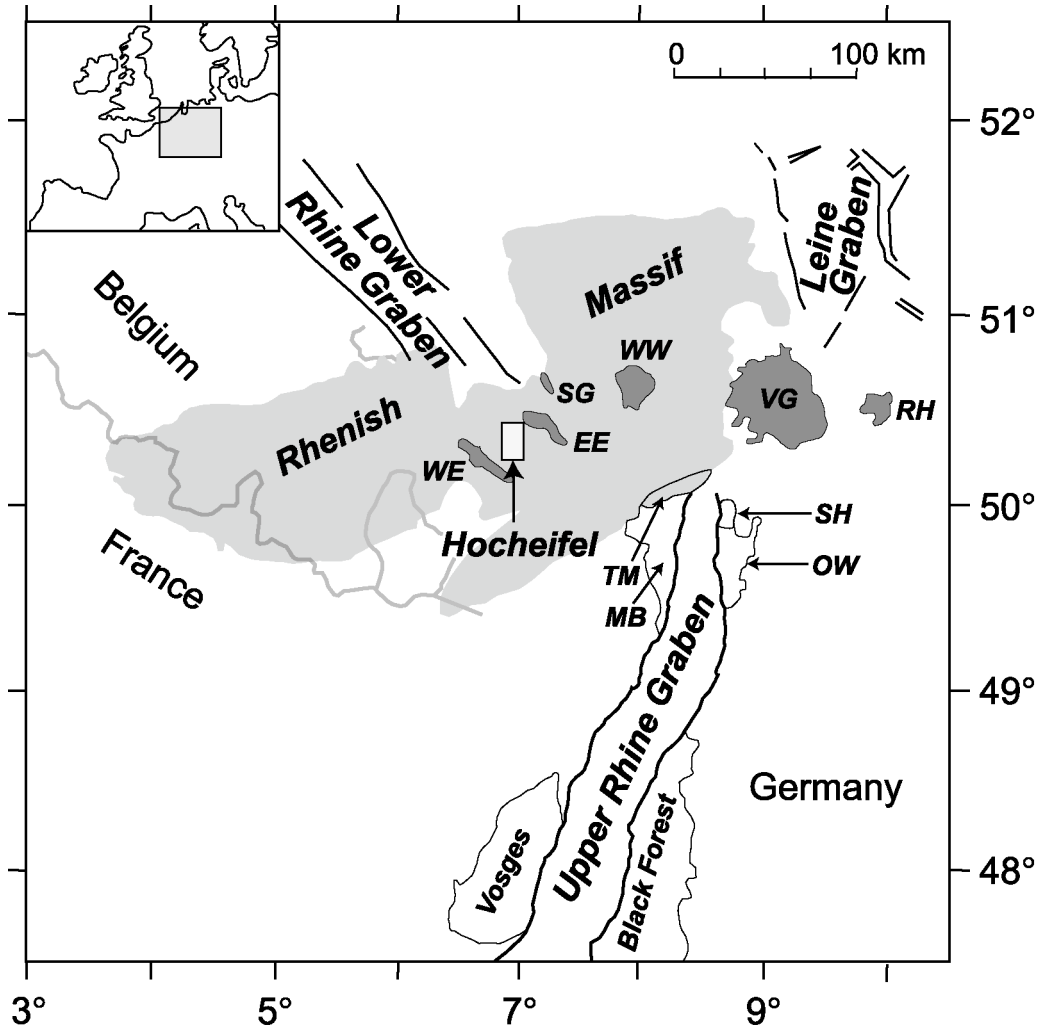 0 100 km
52°
Lower
Rhine Graben
Leine
Graben
Massif
Belgium
51°
WW
SG
VG
RH
Rhenish
EE
WE
50°
SH
Hocheifel
OW
France
TM
MB
49°
Upper Rhine Graben
Germany
Black Forest
Vosges
48°
3° 5° 7° 9°